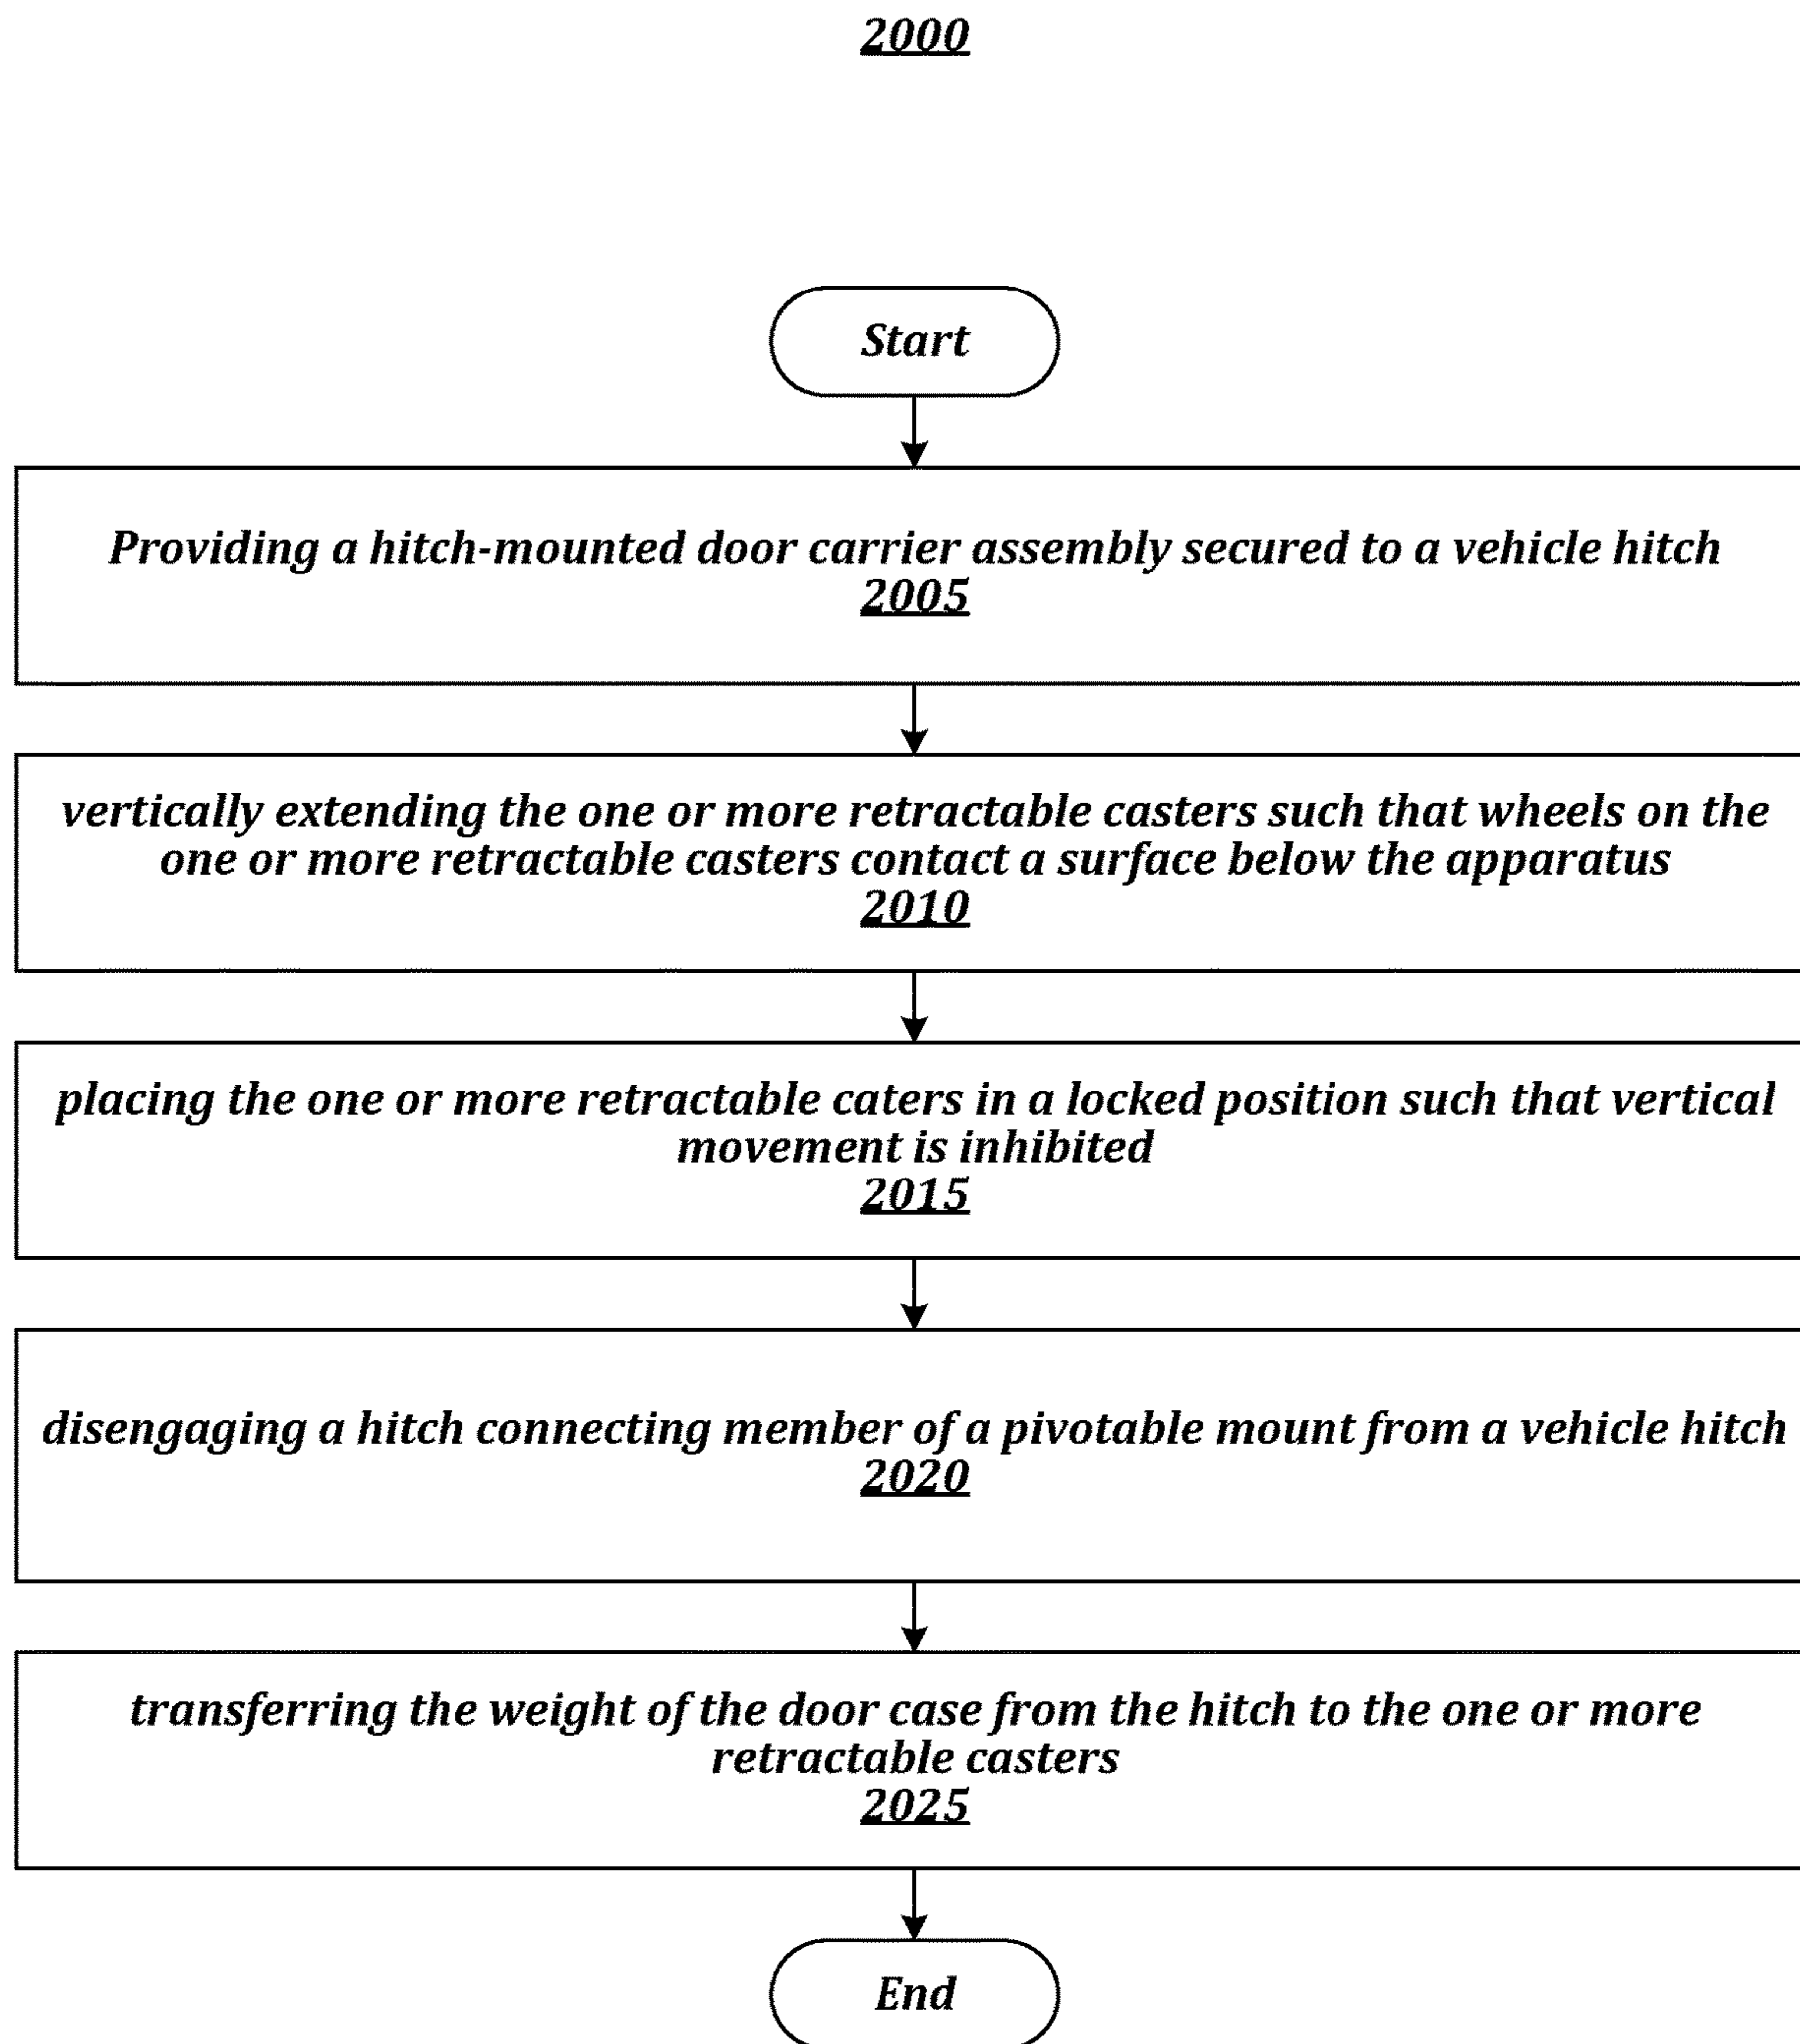 2000
Start
Providing a hitch-mounted door carrier assembly secured to a vehicle hitch
2005
vertically extending the one or more retractable casters such that wheels on the
one or more retractable casters contact a surface below the apparatus
2010
placing the one or more retractable caters in a locked position such that vertical
movement is inhibited
2015
disengaging a hitch connecting member of a pivotable mount from a vehicle hitch
2020
transferring the weight of the door case from the hitch to the one or more
retractable casters
2025
End